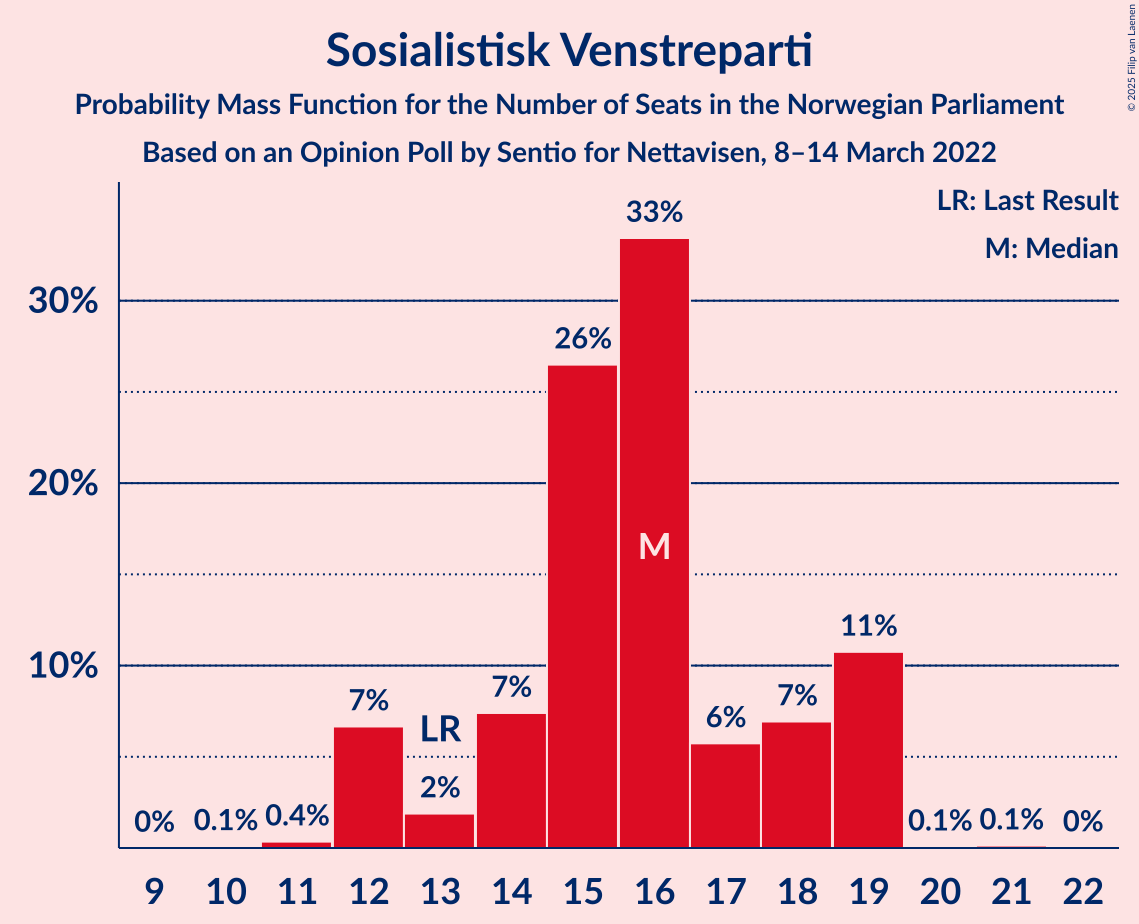 Sosialistisk Venstreparti
Probability Mass Function for the Number of Seats in the Norwegian Parliament
Based on an Opinion Poll by Sentio for Nettavisen, 8–14 March 2022
© 2025 Filip van Laenen
LR: Last Result
M: Median
30%
20%
10%
0%
0.1%
0.4%
7%
LR
2%
7%
26%
33%
M
6%
7%
11%
0.1%
0.1%
0%
9 10 11 12 13 14 15 16 17 18 19 20 21 22